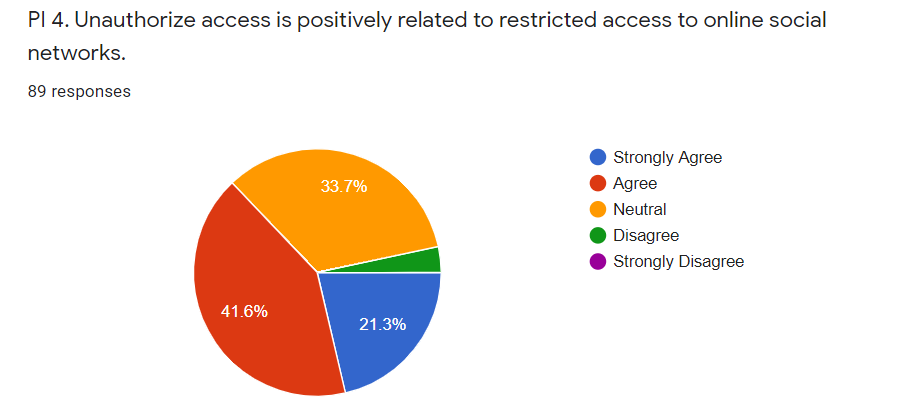 PI 4. Unauthorize access is positively related to restricted access to online social
networks.
89 responses
33.7%
41.6%
21.3%
Strongly Agree
Agree
Neutral
Disagree
Strongly Disagree